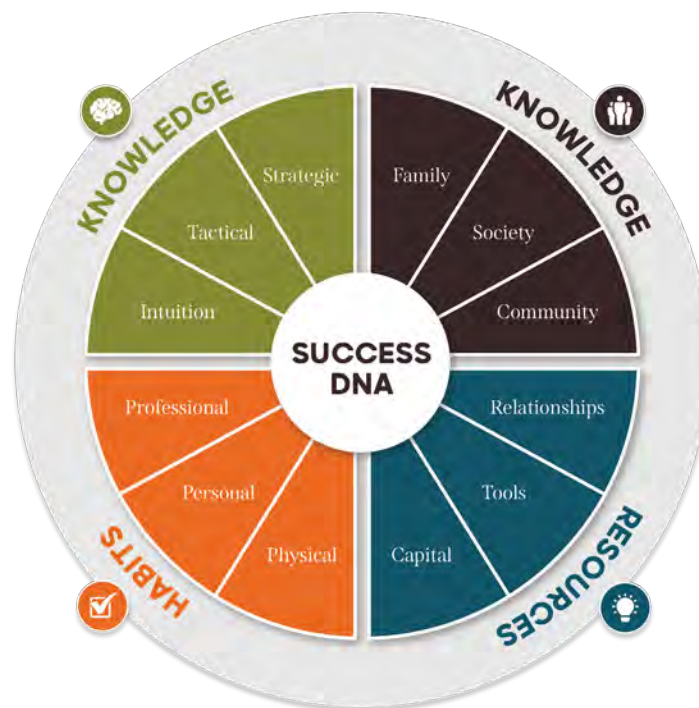 KNOWLEDGE
Strategic
Tactical
Intuition
KNOWLEDGE
Family
Society
Community
SUCCESS
DNA
HABITS
Professional
Personal
Physical
RESOURCES
Relationships
Tools
Capital